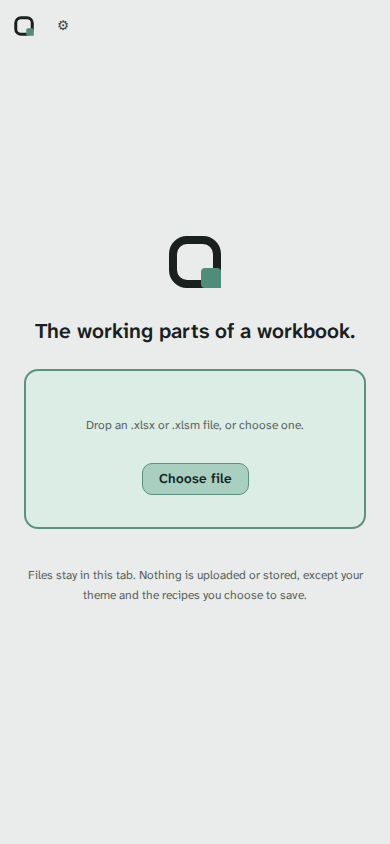 The working parts of a workbook.
Drop an .xlsx or .xlsm file, or choose one.
Choose file
Files stay in this tab. Nothing is uploaded or stored, except your
theme and the recipes you choose to save.